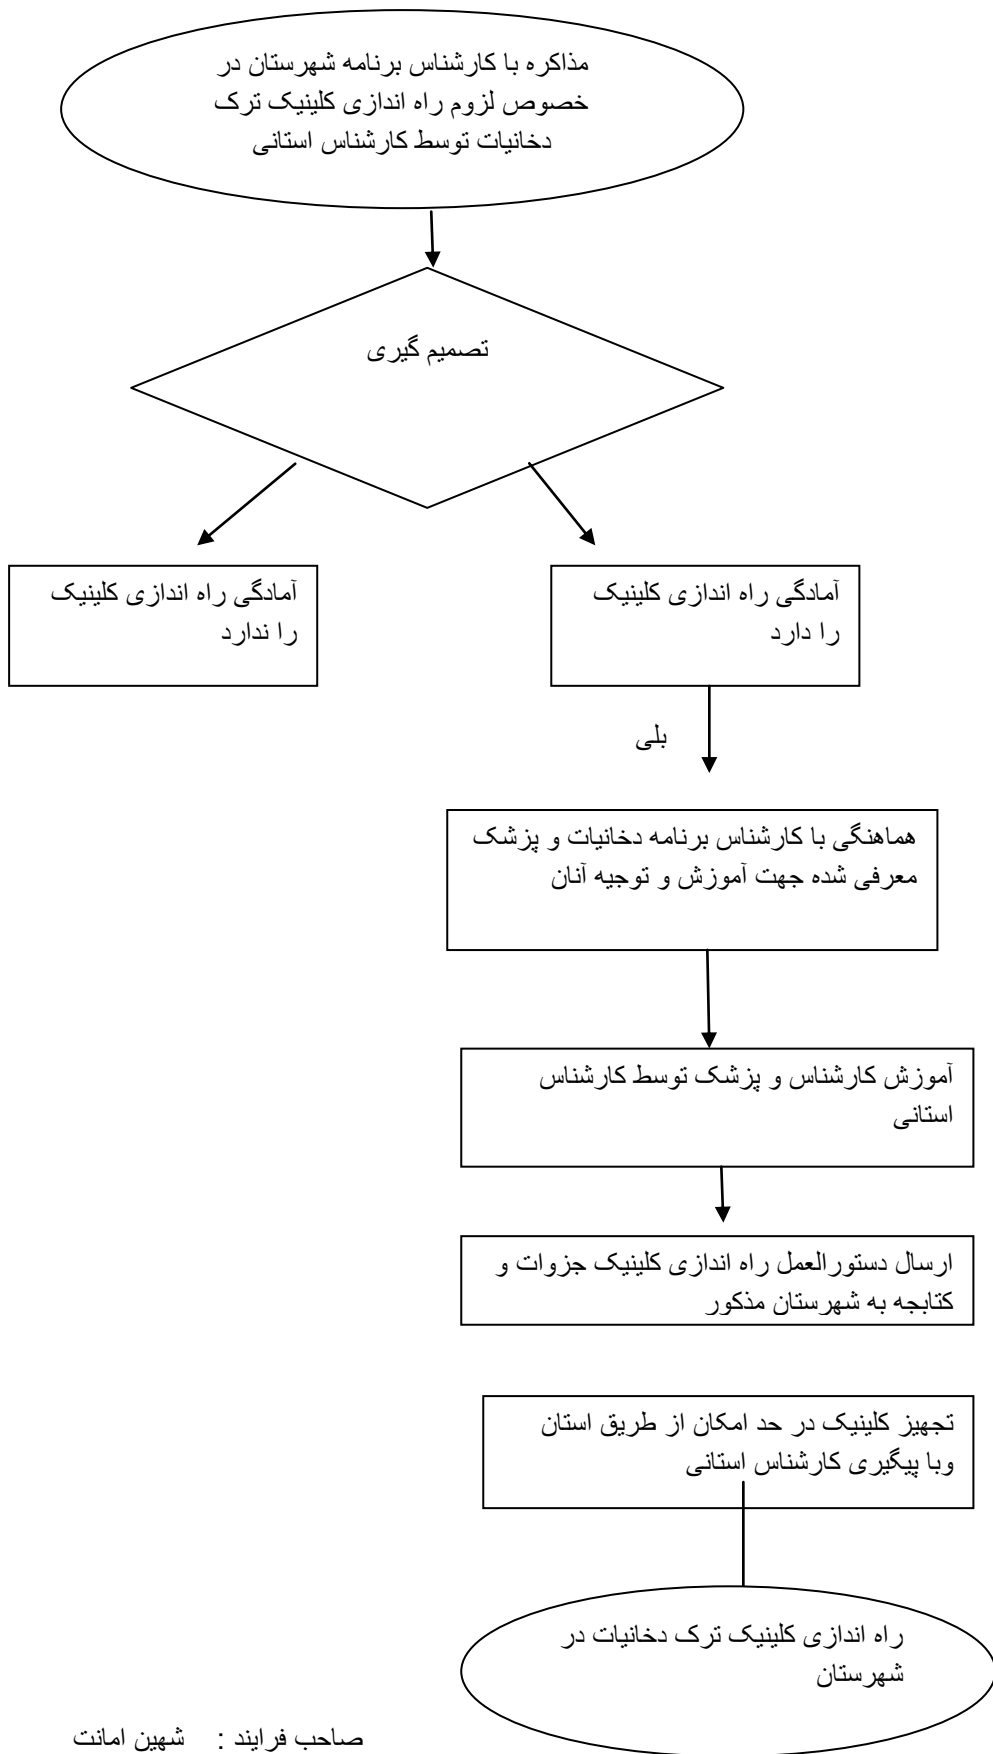 مذاکره با کارشناس برنامه شهرستان در
خصوص لزوم راه اندازی کلینیک ترک
دخانیات توسط کارشناس استانی
تصمیم گیری
آمادگی راه اندازی کلینیک
را دارد
آمادگی راه اندازی کلینیک
را ندارد
بلی
هماهنگی با کارشناس برنامه دخانیات و پزشک
معرفی شده جهت آموزش و توجیه آنان
آموزش کارشناس و پزشک توسط کارشناس
استانی
ارسال دستورالعمل راه اندازی کلینیک جزوات و
کتابجه به شهرستان مذکور
تجهیز کلینیک در حد امکان از طریق استان
وبا پیگیری کارشناس استانی
راه اندازی کلینیک ترک دخانیات در
شهرستان
صاحب فرایند : شهین امانت